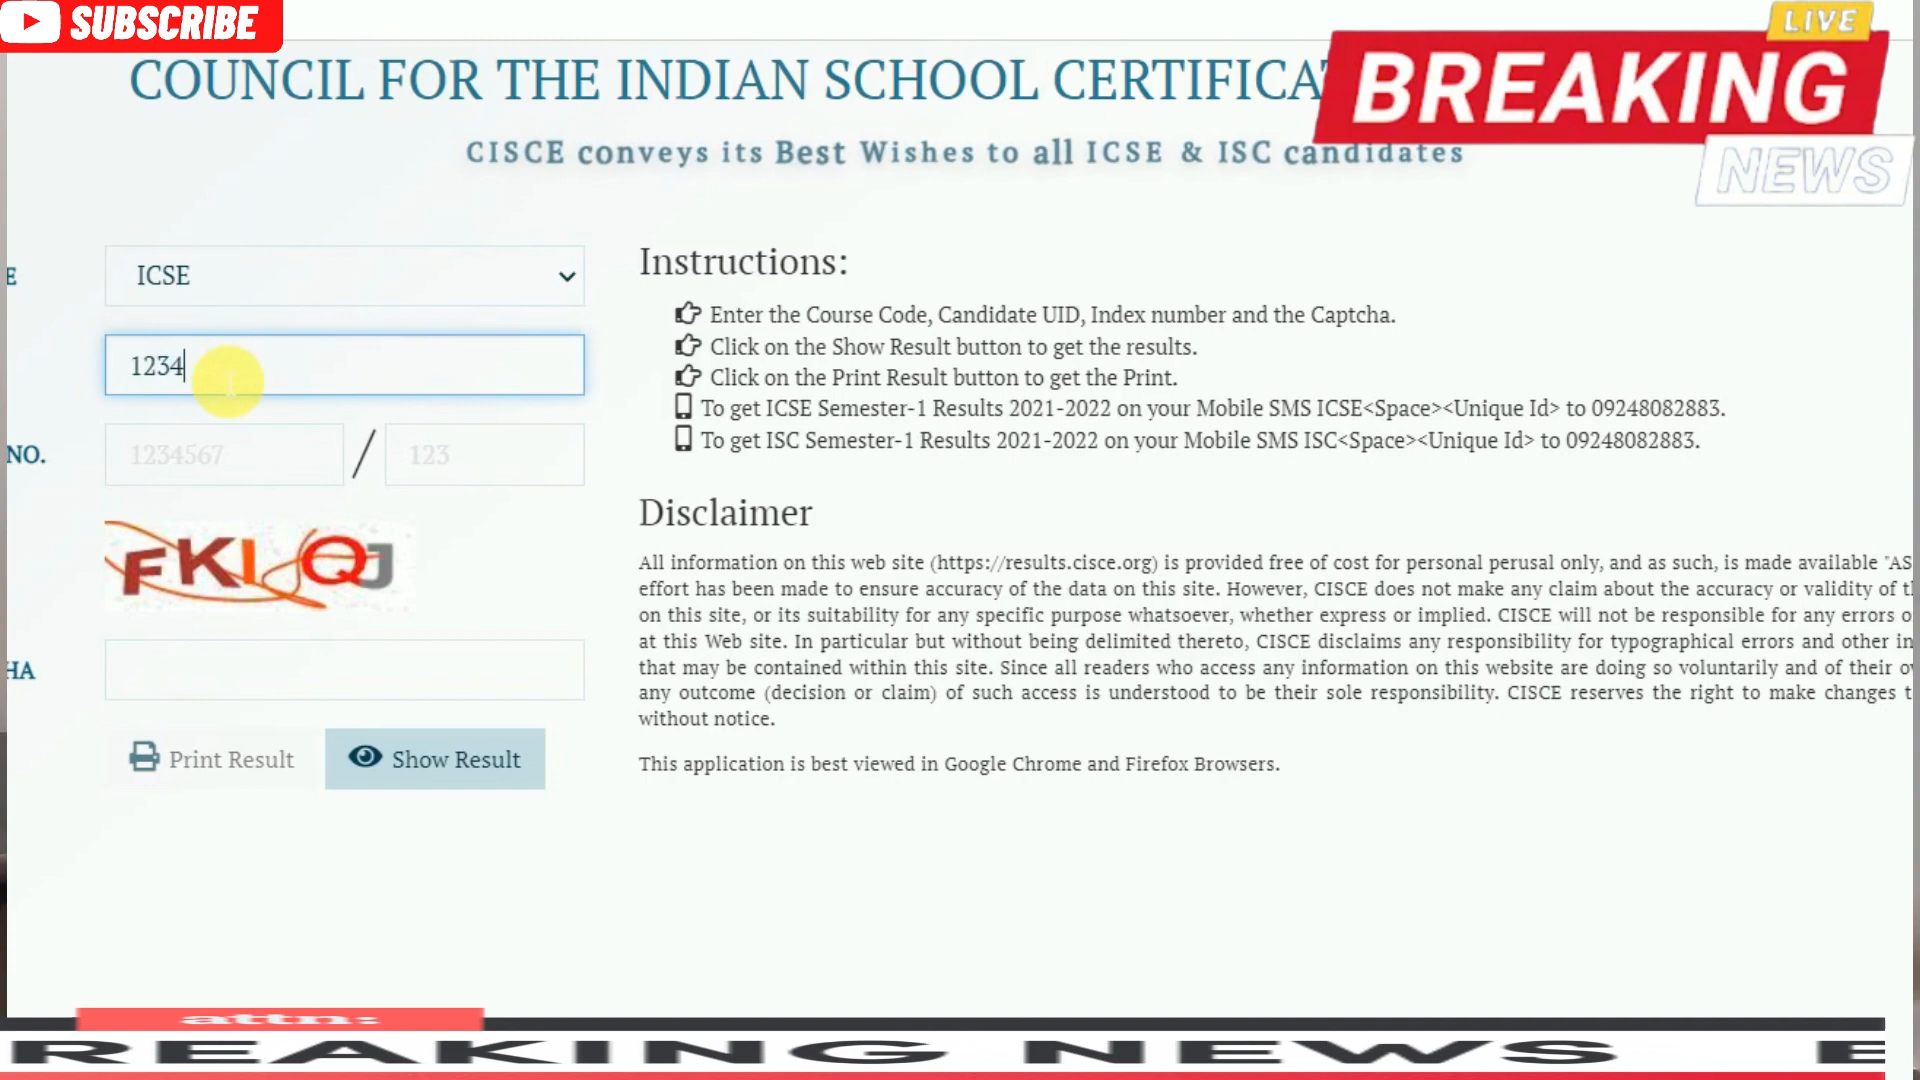 SUBSCRIBE
LIVE
BREAKING
NEWS
COUNCIL FOR THE INDIAN SCHOOL CERTIFICA
CISCE conveys its Best Wishes to all ICSE & ISC candidates
E
ICSE
1234
NO.
1234567 / 123
FKLQJ
HA
Print Result
Show Result
Instructions:
Enter the Course Code, Candidate UID, Index number and the Captcha.
Click on the Show Result button to get the results.
Click on the Print Result button to get the Print.
To get ICSE Semester-1 Results 2021-2022 on your Mobile SMS ICSE<Space><Unique Id> to 09248082883.
To get ISC Semester-1 Results 2021-2022 on your Mobile SMS ISC<Space><Unique Id> to 09248082883.
Disclaimer
All information on this web site (https://results.cisce.org) is provided free of cost for personal perusal only, and as such, is made available "AS
effort has been made to ensure accuracy of the data on this site. However, CISCE does not make any claim about the accuracy or validity of
on this site, or its suitability for any specific purpose whatsoever, whether express or implied. CISCE will not be responsible for any errors
at this Web site. In particular but without being delimited thereto, CISCE disclaims any responsibility for typographical errors and other in
that may be contained within this site. Since all readers who access any information on this website are doing so voluntarily and of their
any outcome (decision or claim) of such access is understood to be their sole responsibility. CISCE reserves the right to make changes
without notice.
This application is best viewed in Google Chrome and Firefox Browsers.
attn:
REAKING NEWS